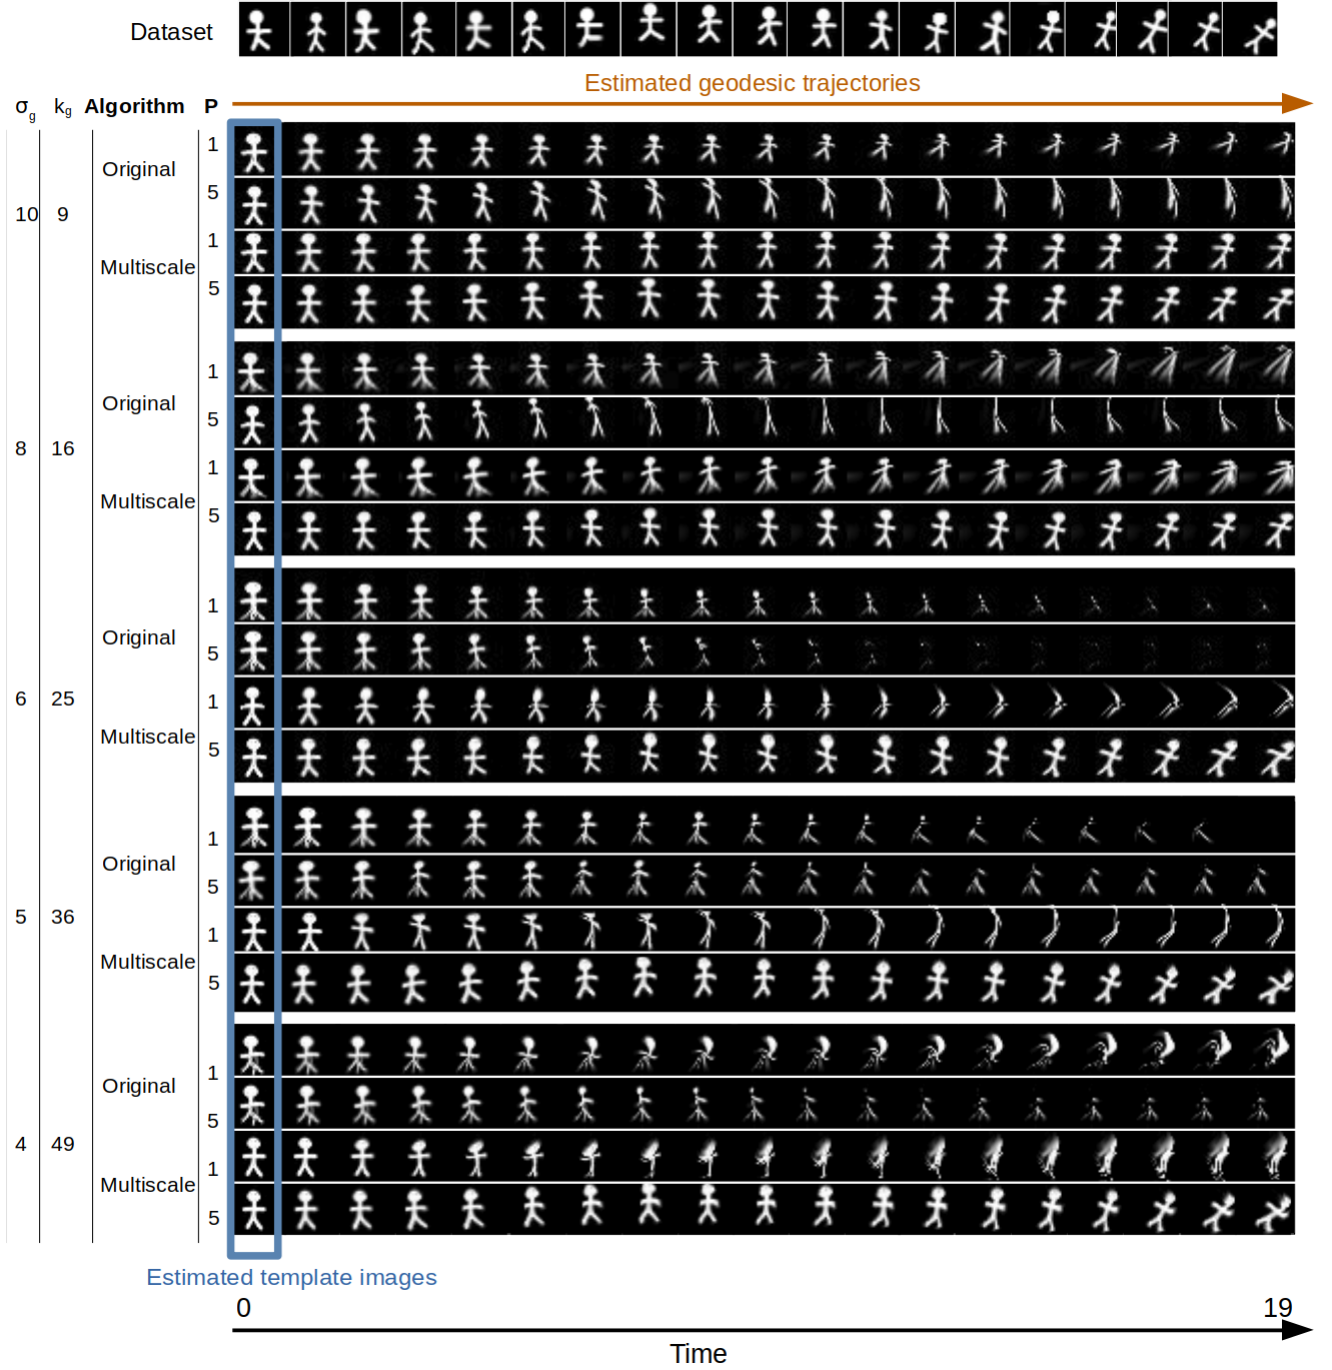 Dataset
Estimated geodesic trajectories
σg kg Algorithm P
Original 1
5
10 9
Multiscale 1
5
Original 1
5
8 16
Multiscale 1
5
Original 1
5
6 25
Multiscale 1
5
Original 1
5
5 36
Multiscale 1
5
Original 1
5
4 49
Multiscale 1
5
Estimated template images
0 19
Time